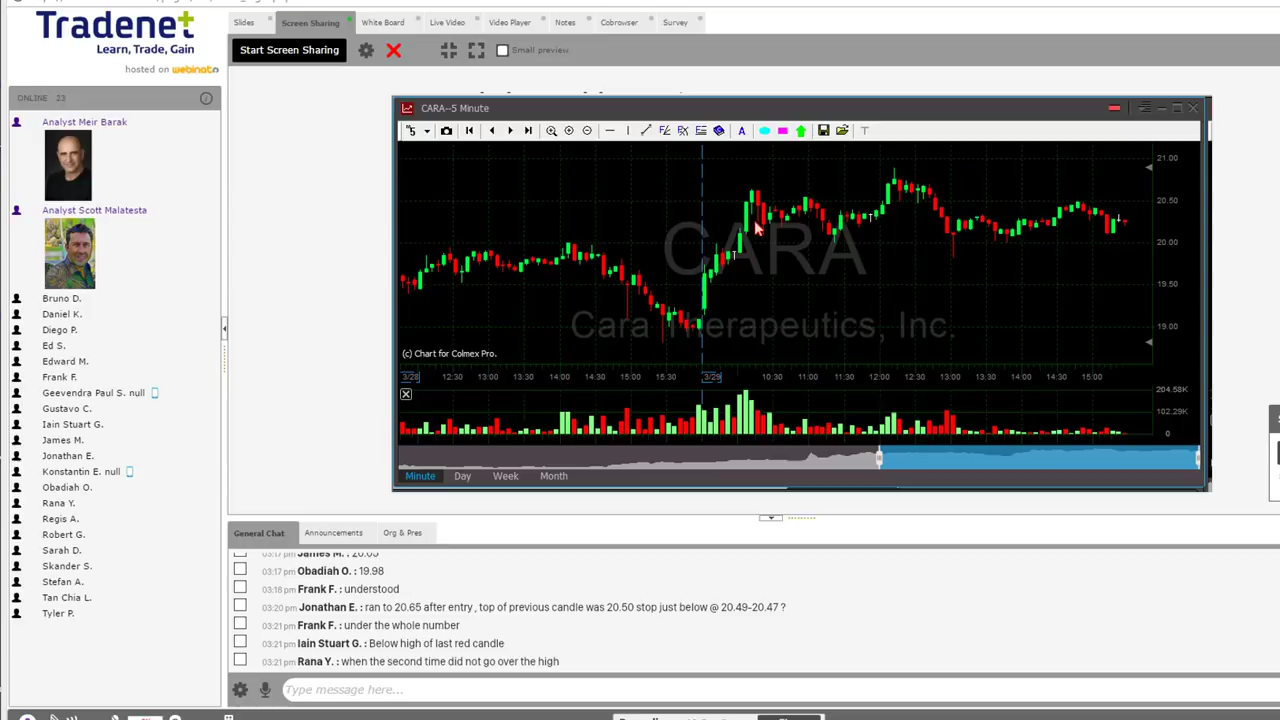 Tradenet
Learn, Trade, Gain
hosted on webinato
Slides
Screen Sharing
White Board
Live Video
Video Player
Notes
Cobrowser
Survey
Start Screen Sharing
Small preview
ONLINE 23
Analyst Meir Barak
Analyst Scott Malatesta
Bruno D.
Daniel K.
Diego P.
Ed S.
Edward M.
Frank F.
Geevendra Paul S. null
Gustavo C.
Iain Stuart G.
James M.
Jonathan E.
Konstantin E. null
Obadiah O.
Rana Y.
Regis A.
Robert G.
Sarah D.
Skander S.
Stefan A.
Tan Chia L.
Tyler P.
CARA--5 Minute
5
A
T
21.00
20.50
20.00
19.50
19.00
CARA
Cara Therapeutics, Inc.
(c) Chart for Colmex Pro.
3/28 12:30 13:00 13:30 14:00 14:30 15:00 15:30 3/29 10:30 11:00 11:30 12:00 12:30 13:00 13:30 14:00 14:30 15:00
204.58K
102.29K
0
Minute Day Week Month
General Chat
Announcements
Org & Pres
03:17 pm James M. : 20.05
03:17 pm Obadiah O. : 19.98
03:18 pm Frank F. : understood
03:20 pm Jonathan E. : ran to 20.65 after entry , top of previous candle was 20.50 stop just below @ 20.49-20.47 ?
03:21 pm Frank F. : under the whole number
03:21 pm Iain Stuart G. : Below high of last red candle
03:21 pm Rana Y. : when the second time did not go over the high
Type message here...